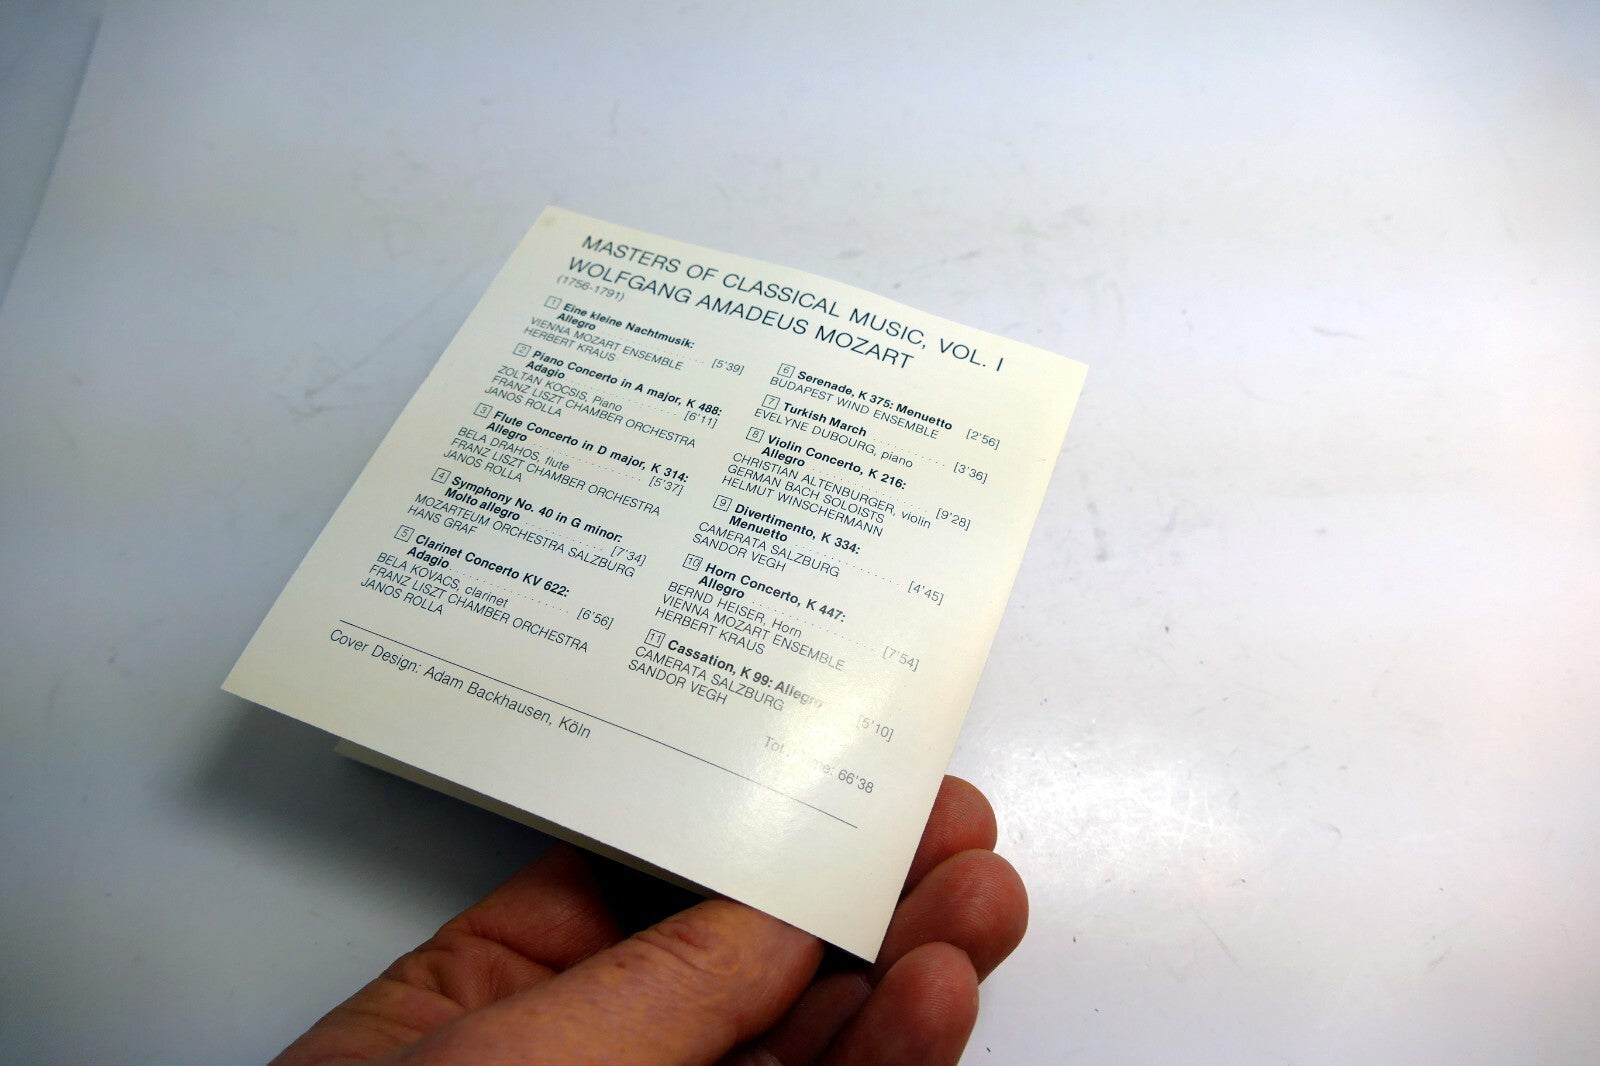 MASTERS OF CLASSICAL MUSIC, VOL. I
WOLFGANG AMADEUS MOZART
(1756-1791)
1 Eine kleine Nachtmusik:
Allegro . . . . . . . . . . . . . . . [5'39]
VIENNA MOZART ENSEMBLE
HERBERT KRAUS
2 Piano Concerto in A major, K 488:
Adagio . . . . . . . . . . . . . . . [6'11]
ZOLTAN KOCSIS, Piano
FRANZ LISZT CHAMBER ORCHESTRA
JANOS ROLLA
3 Flute Concerto in D major, K 314:
Allegro . . . . . . . . . . . . . . . [5'37]
BELA DRAHOS, flute
FRANZ LISZT CHAMBER ORCHESTRA
JANOS ROLLA
4 Symphony No. 40 in G minor:
Molto allegro . . . . . . . . . . . [7'34]
MOZARTEUM ORCHESTRA SALZBURG
HANS GRAF
5 Clarinet Concerto KV 622:
Adagio . . . . . . . . . . . . . . . [6'56]
BELA KOVACS, clarinet
FRANZ LISZT CHAMBER ORCHESTRA
JANOS ROLLA
6 Serenade, K 375: Menuetto [2'56]
BUDAPEST WIND ENSEMBLE
7 Turkish March . . . . . . . . . . [3'36]
EVELYNE DUBOURG, piano
8 Violin Concerto, K 216:
Allegro . . . . . . . . . . . . . . . [9'28]
CHRISTIAN ALTENBURGER, violin
GERMAN BACH SOLOISTS
HELMUT WINSCHERMANN
9 Divertimento, K 334:
Menuetto . . . . . . . . . . . . . [4'45]
CAMERATA SALZBURG
SANDOR VEGH
10 Horn Concerto, K 447:
Allegro . . . . . . . . . . . . . . . [7'54]
BERND HEISER, Horn
VIENNA MOZART ENSEMBLE
HERBERT KRAUS
11 Cassation, K 99: Allegro [5'10]
CAMERATA SALZBURG
SANDOR VEGH
66'38
Cover Design: Adam Backhausen, Köln